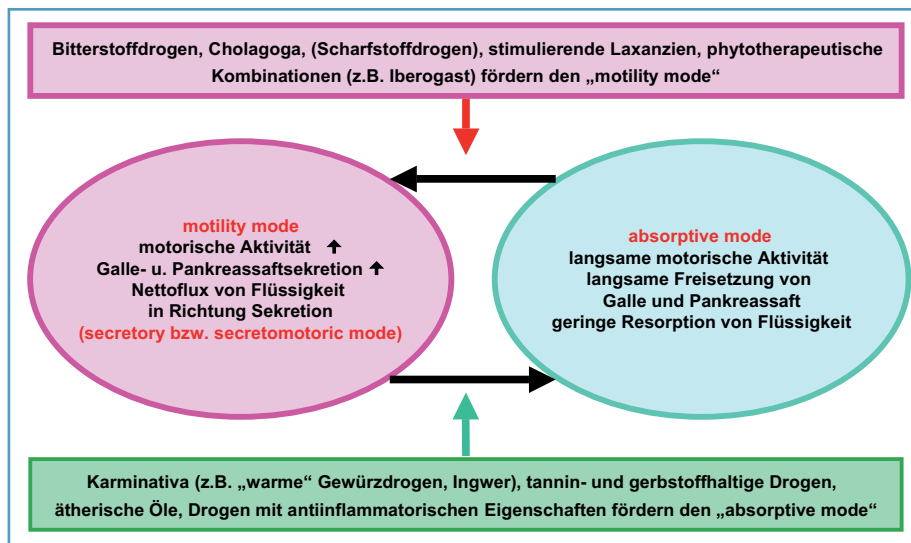 Bitterstoffdrogen, Cholagoga, (Scharfstoffdrogen), stimulierende Laxanzien, phytotherapeutische
Kombinationen (z.B. Iberogast) fördern den „motility mode“
motility mode
motorische Aktivität ↑
Galle- u. Pankreassaftsekretion ↑
Nettoflux von Flüssigkeit
in Richtung Sekretion
(secretory bzw. secretomotoric mode)
absorptive mode
langsame motorische Aktivität
langsame Freisetzung von
Galle und Pankreassaft
geringe Resorption von Flüssigkeit
Karminativa (z.B. „warme“ Gewürzdrogen, Ingwer), tannin- und gerbstoffhaltige Drogen,
ätherische Öle, Drogen mit antiinflammatorischen Eigenschaften fördern den „absorptive mode“